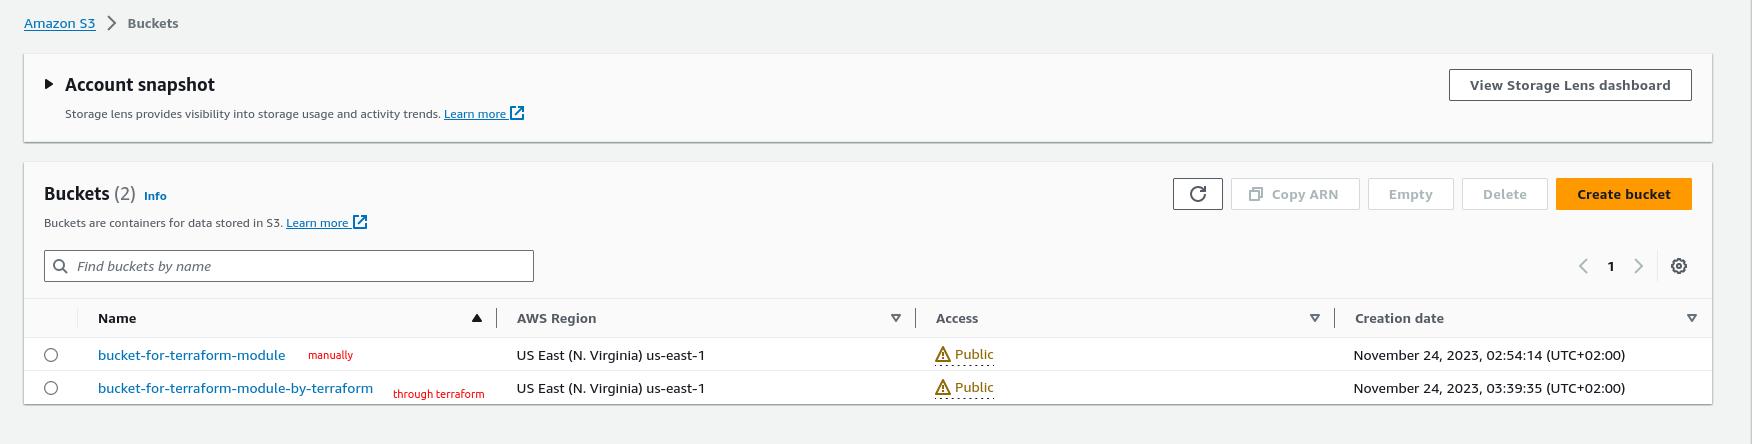 Amazon S3 > Buckets
Account snapshot
View Storage Lens dashboard
Storage lens provides visibility into storage usage and activity trends. Learn more
Buckets (2) Info
Copy ARN Empty Delete Create bucket
Buckets are containers for data stored in S3. Learn more
Find buckets by name
1
Name AWS Region Access Creation date
bucket-for-terraform-module manually US East (N. Virginia) us-east-1 Public November 24, 2023, 02:54:14 (UTC+02:00)
bucket-for-terraform-module-by-terraform through terraform US East (N. Virginia) us-east-1 Public November 24, 2023, 03:39:35 (UTC+02:00)